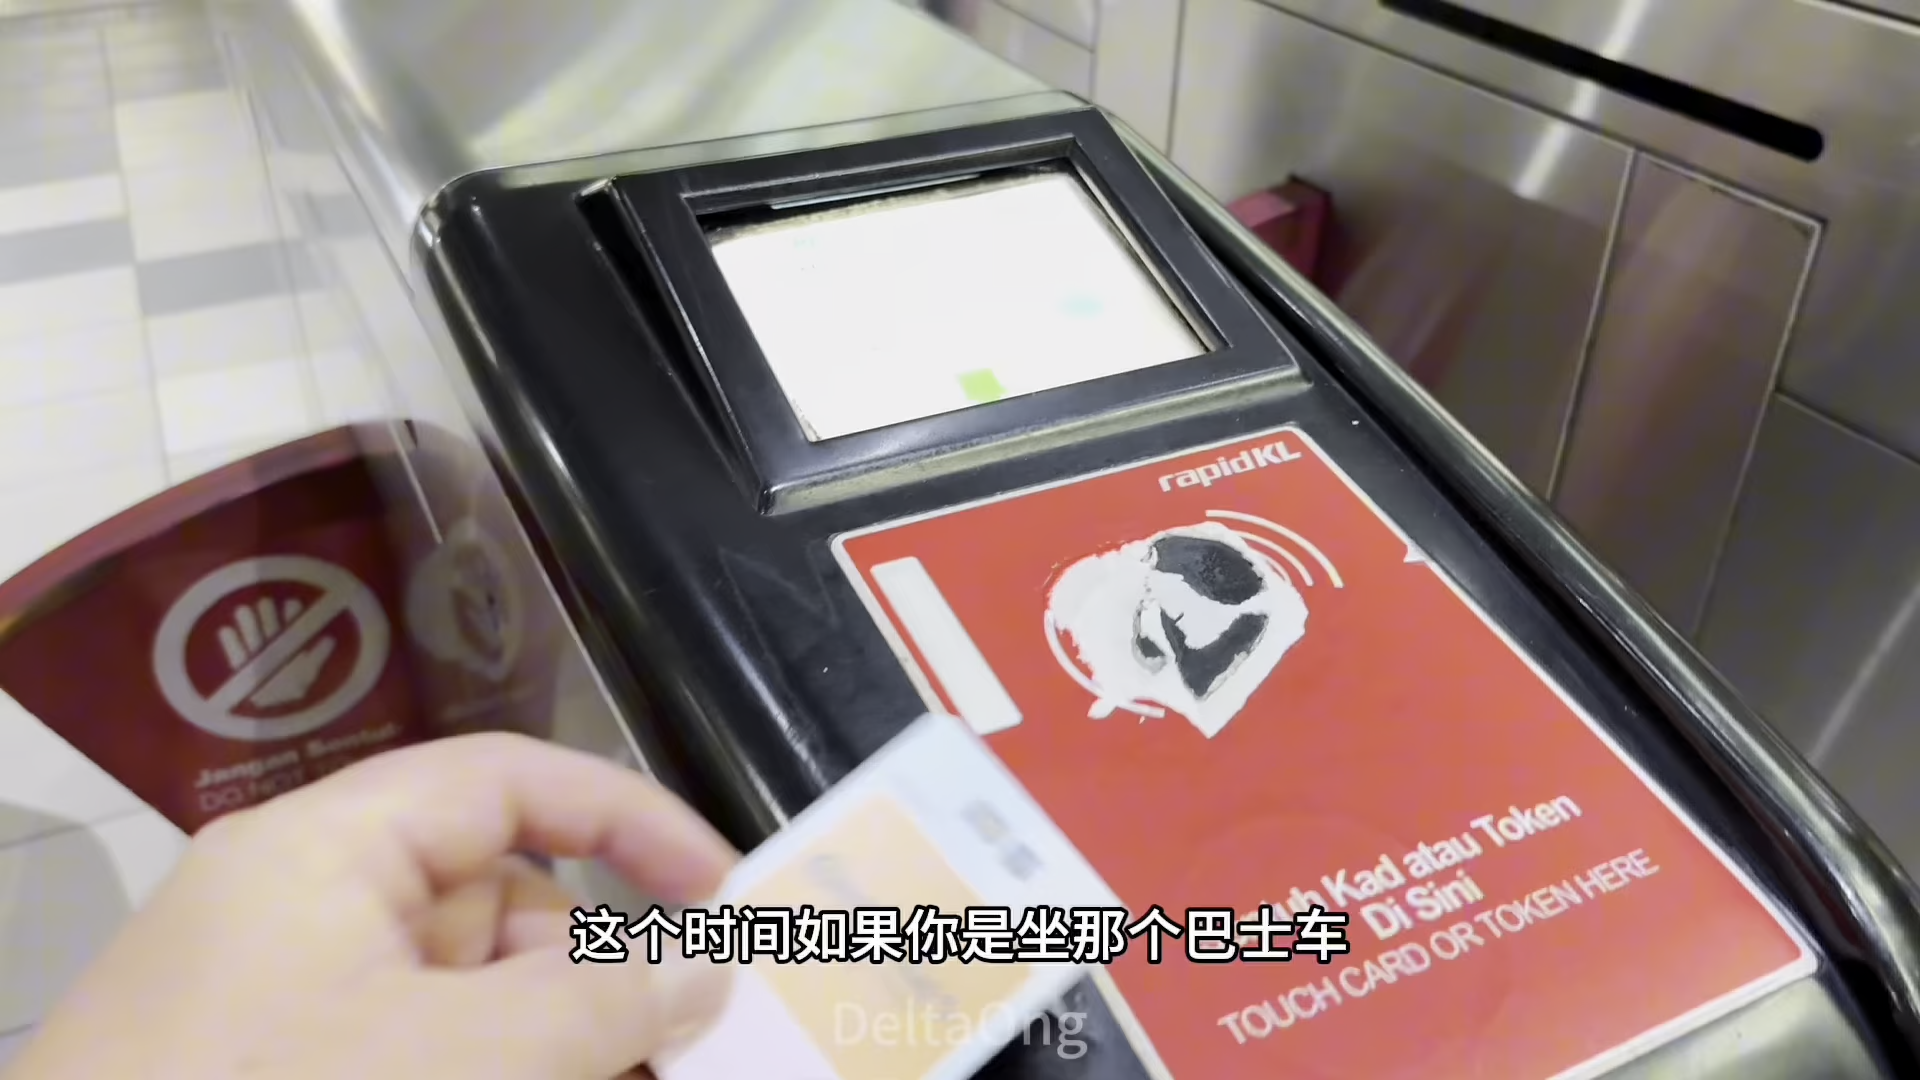 rapidKL
Kad atau Token
Di Sini
TOUCH CARD OR TOKEN HERE
Jangan Sentuh
DO NOT
这个时间如果你是坐那个巴士车
DeltaOng